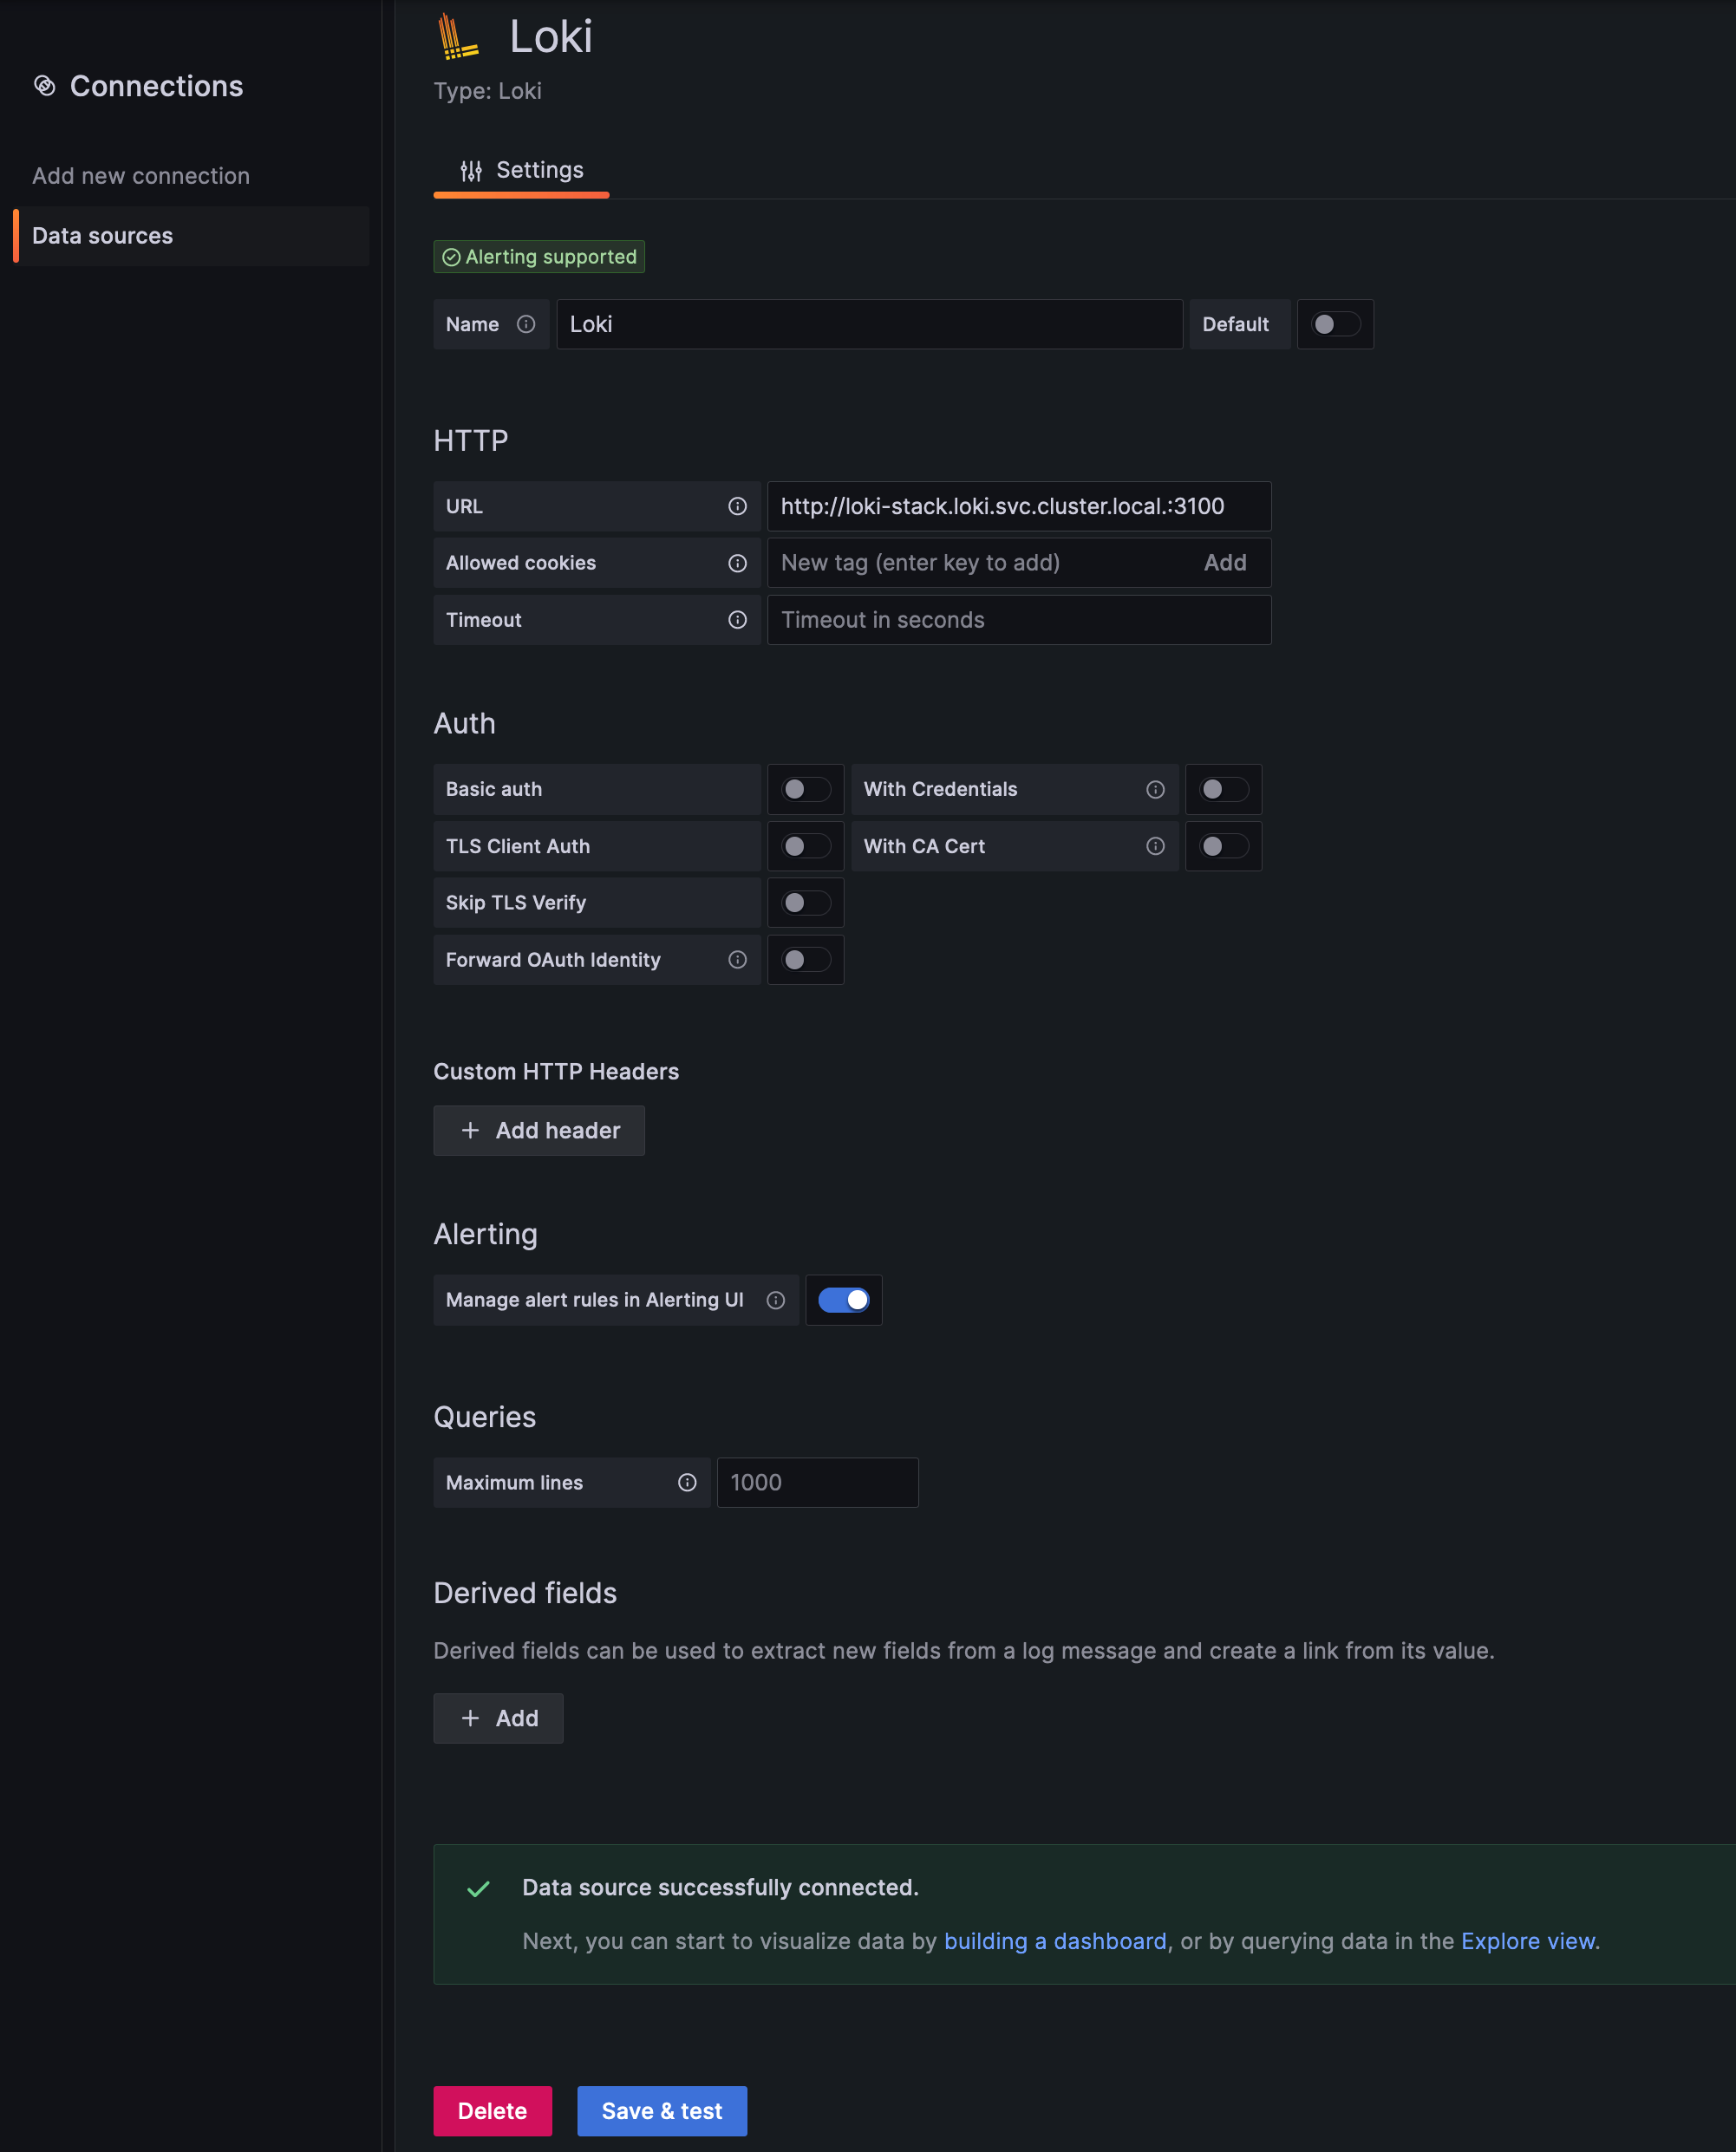 Connections
Add new connection
Data sources
Loki
Type: Loki
Settings
Alerting supported
Name Loki Default
HTTP
URL http://loki-stack.loki.svc.cluster.local.:3100
Allowed cookies New tag (enter key to add) Add
Timeout Timeout in seconds
Auth
Basic auth With Credentials
TLS Client Auth With CA Cert
Skip TLS Verify
Forward OAuth Identity
Custom HTTP Headers
Add header
Alerting
Manage alert rules in Alerting UI
Queries
Maximum lines 1000
Derived fields
Derived fields can be used to extract new fields from a log message and create a link from its value.
Add
Data source successfully connected.
Next, you can start to visualize data by building a dashboard, or by querying data in the Explore view.
Delete Save & test